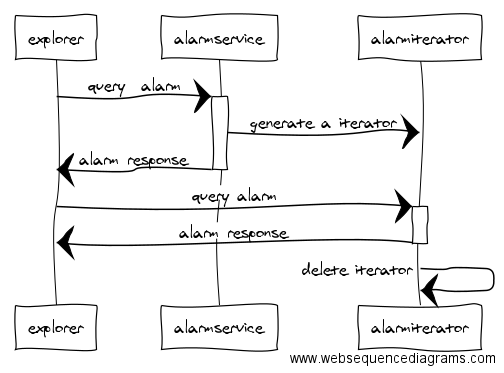 explorer
alarmservice
alarmiterator
query alarm
generate a iterator
alarm response
query alarm
alarm response
delete iterator
explorer
alarmservice
alarmiterator
www.websequencediagrams.com